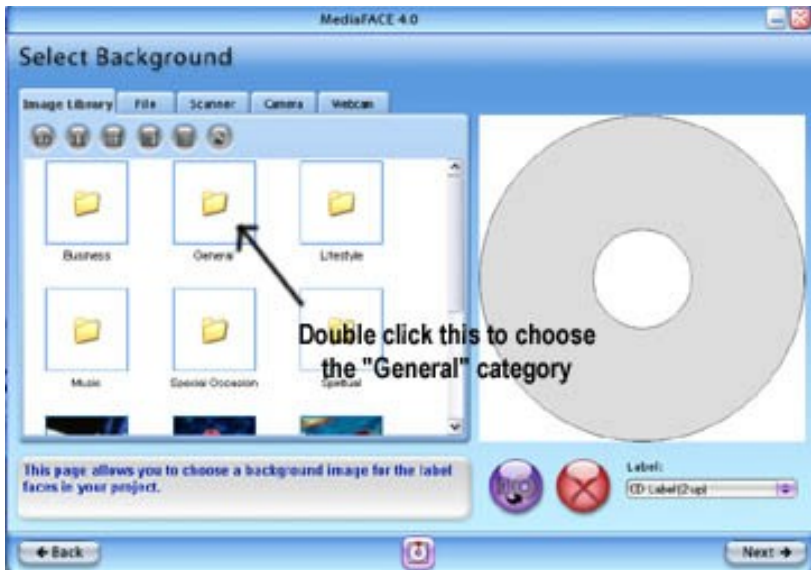 MediaFACE 4.0
Select Background
Image Library File Scanner Camera Webcam
Business General Lifestyle
Double click this to choose
the "General" category
Music Special Occasion Spiritual
This page allows you to choose a background image for the label
faces in your project.
Label:
CD Label(2-up)
Back
Next